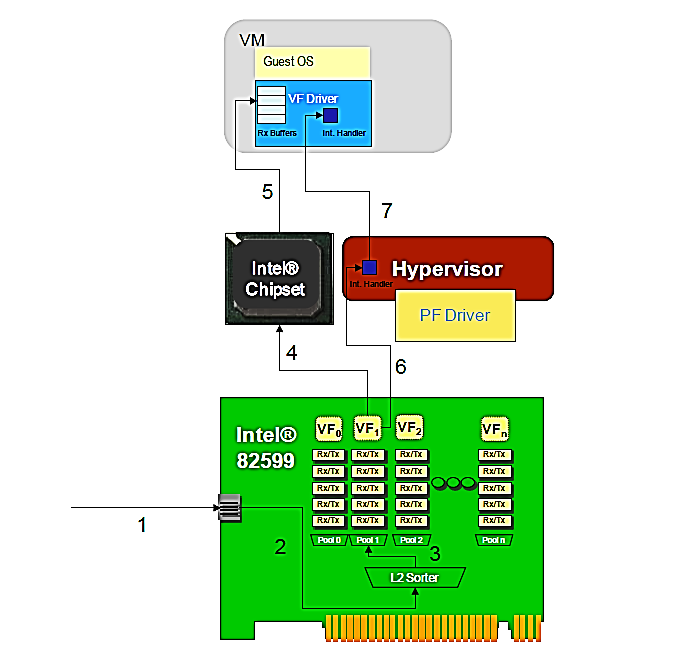 VM
Guest OS
VF Driver
Rx Buffers
Int. Handler
5
7
Intel®
Chipset
Hypervisor
Int. Handler
PF Driver
4
6
Intel®
82599
VF0 VF1 VF2 VFn
Rx/Tx Rx/Tx Rx/Tx Rx/Tx
Rx/Tx Rx/Tx Rx/Tx Rx/Tx
Rx/Tx Rx/Tx Rx/Tx Rx/Tx
Rx/Tx Rx/Tx Rx/Tx Rx/Tx
Rx/Tx Rx/Tx Rx/Tx Rx/Tx
Pool 0 Pool 1 Pool 2 Pool n
1
2
3
L2 Sorter